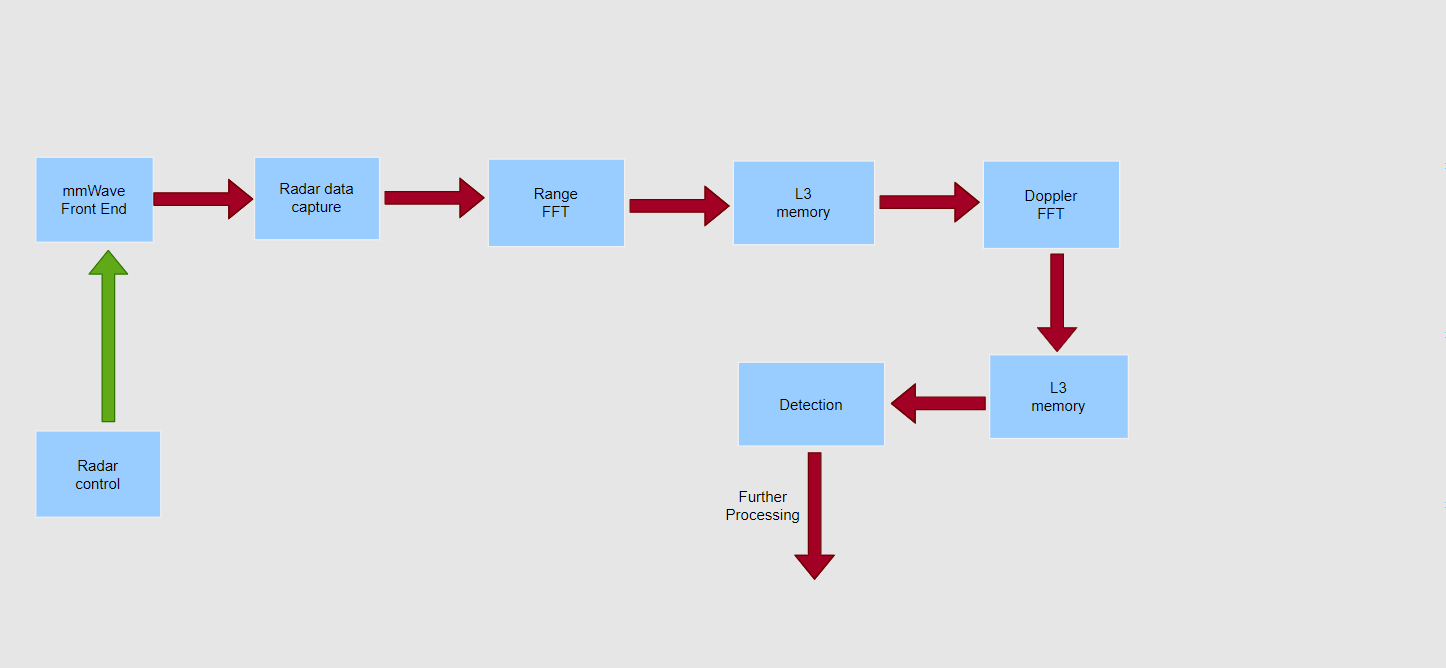 mmWave
Front End
Radar data
capture
Range
FFT
L3
memory
Doppler
FFT
L3
memory
Detection
Further
Processing
Radar
control